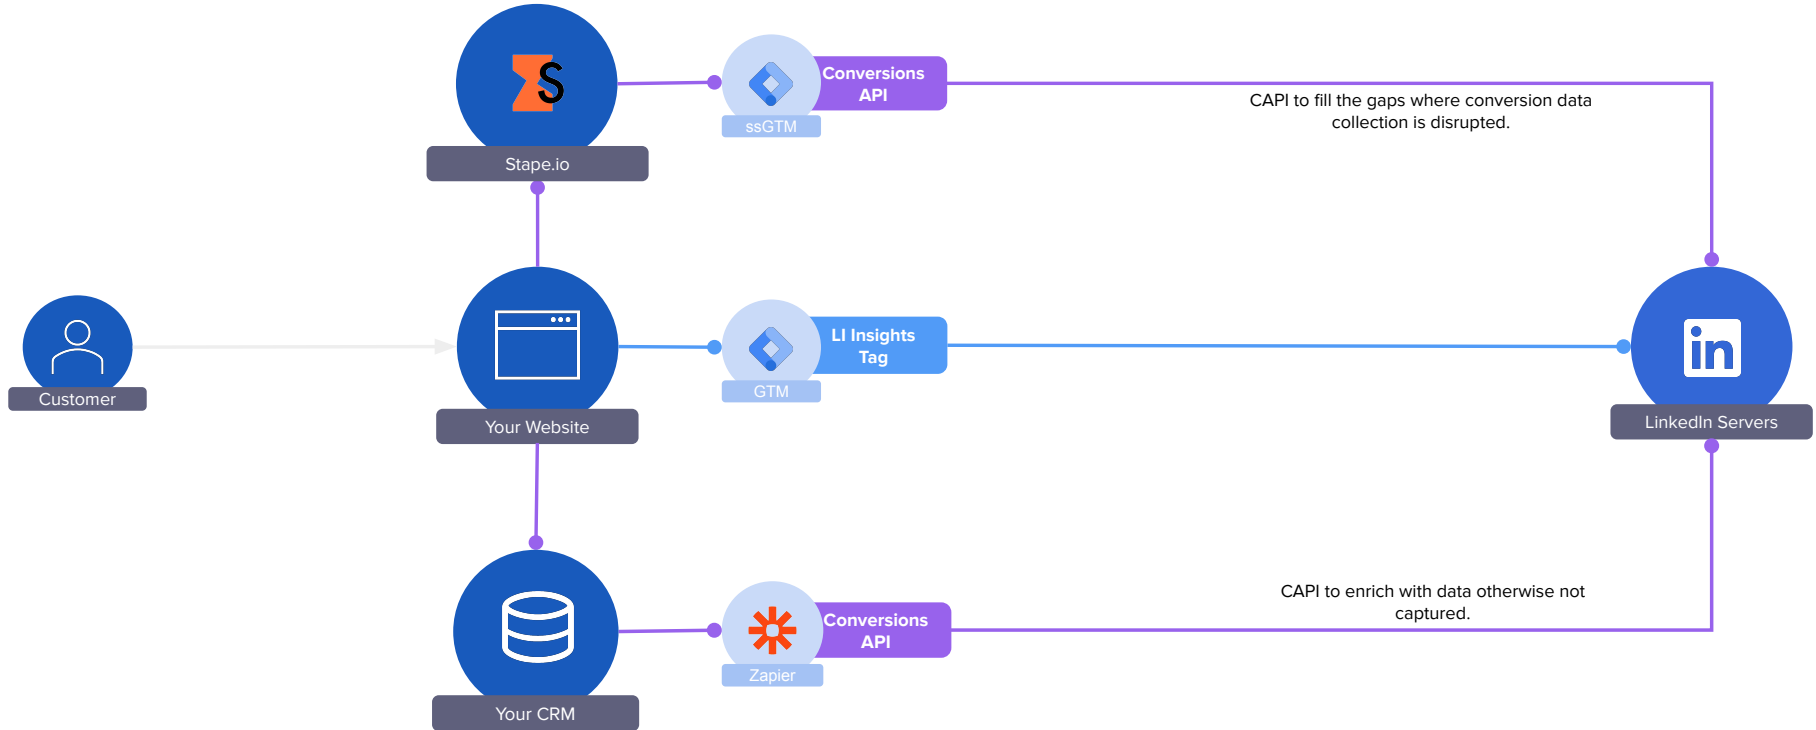 Conversions
API
ssGTM
CAPI to fill the gaps where conversion data
collection is disrupted.
S
Stape.io
Customer
Your Website
LI Insights
Tag
GTM
in
LinkedIn Servers
Conversions
API
Zapier
CAPI to enrich with data otherwise not
captured.
Your CRM